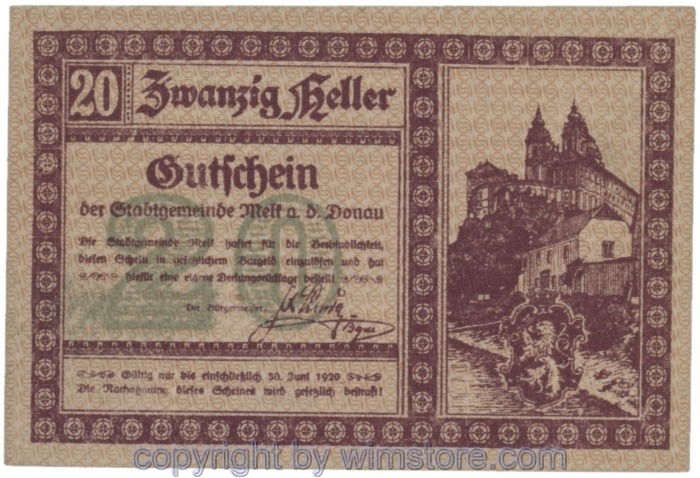 20 Zwanzig Heller
Gutschein
der Stadtgemeinde Melk a. d. Donau
20
Die Stadtgemeinde Melk haftet für die Verbindlichkeit,
diesen Schein in gesetzlichem Bargeld einzulösen und hat
hiefür eine eigene Deckungsrücklage bestellt
Der Bürgermeister:
Gültig nur bis einschließlich 30. Juni 1920
Die Nachahmung dieses Scheines wird gesetzlich bestraft!
copyright by wimstore.com